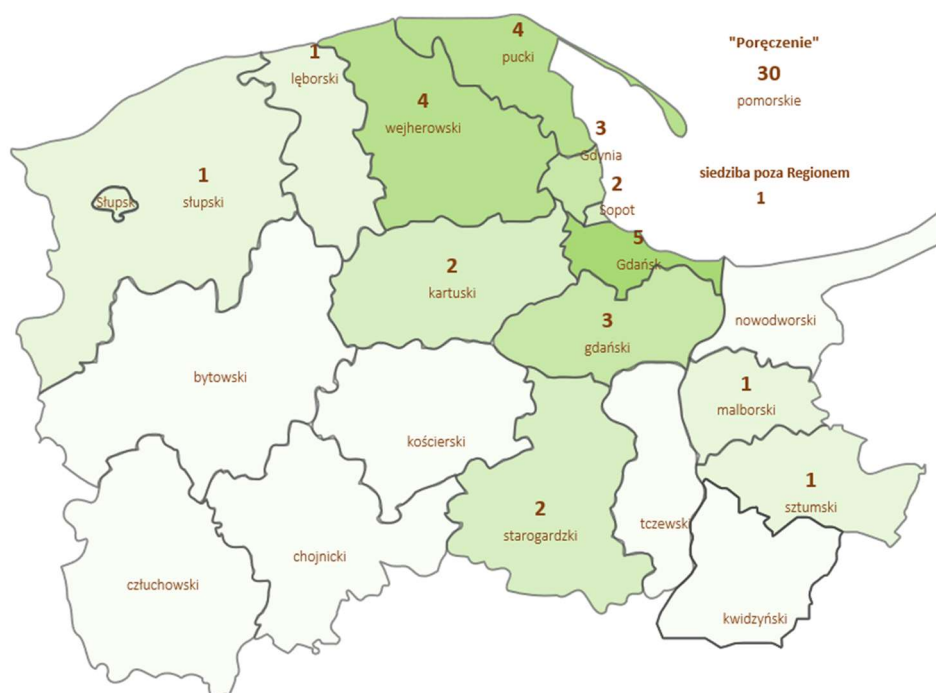 "Poręczenie"
30
pomorskie
siedziba poza Regionem
1
1
lęborski
4
pucki
4
wejherowski
3
Gdynia
1
słupski
Słupsk
2
Sopot
5
Gdańsk
2
kartuski
3
gdański
nowodworski
bytowski
1
malborski
kościerski
1
sztumski
2
starogardzki
tczewski
chojnicki
człuchowski
kwidzyński